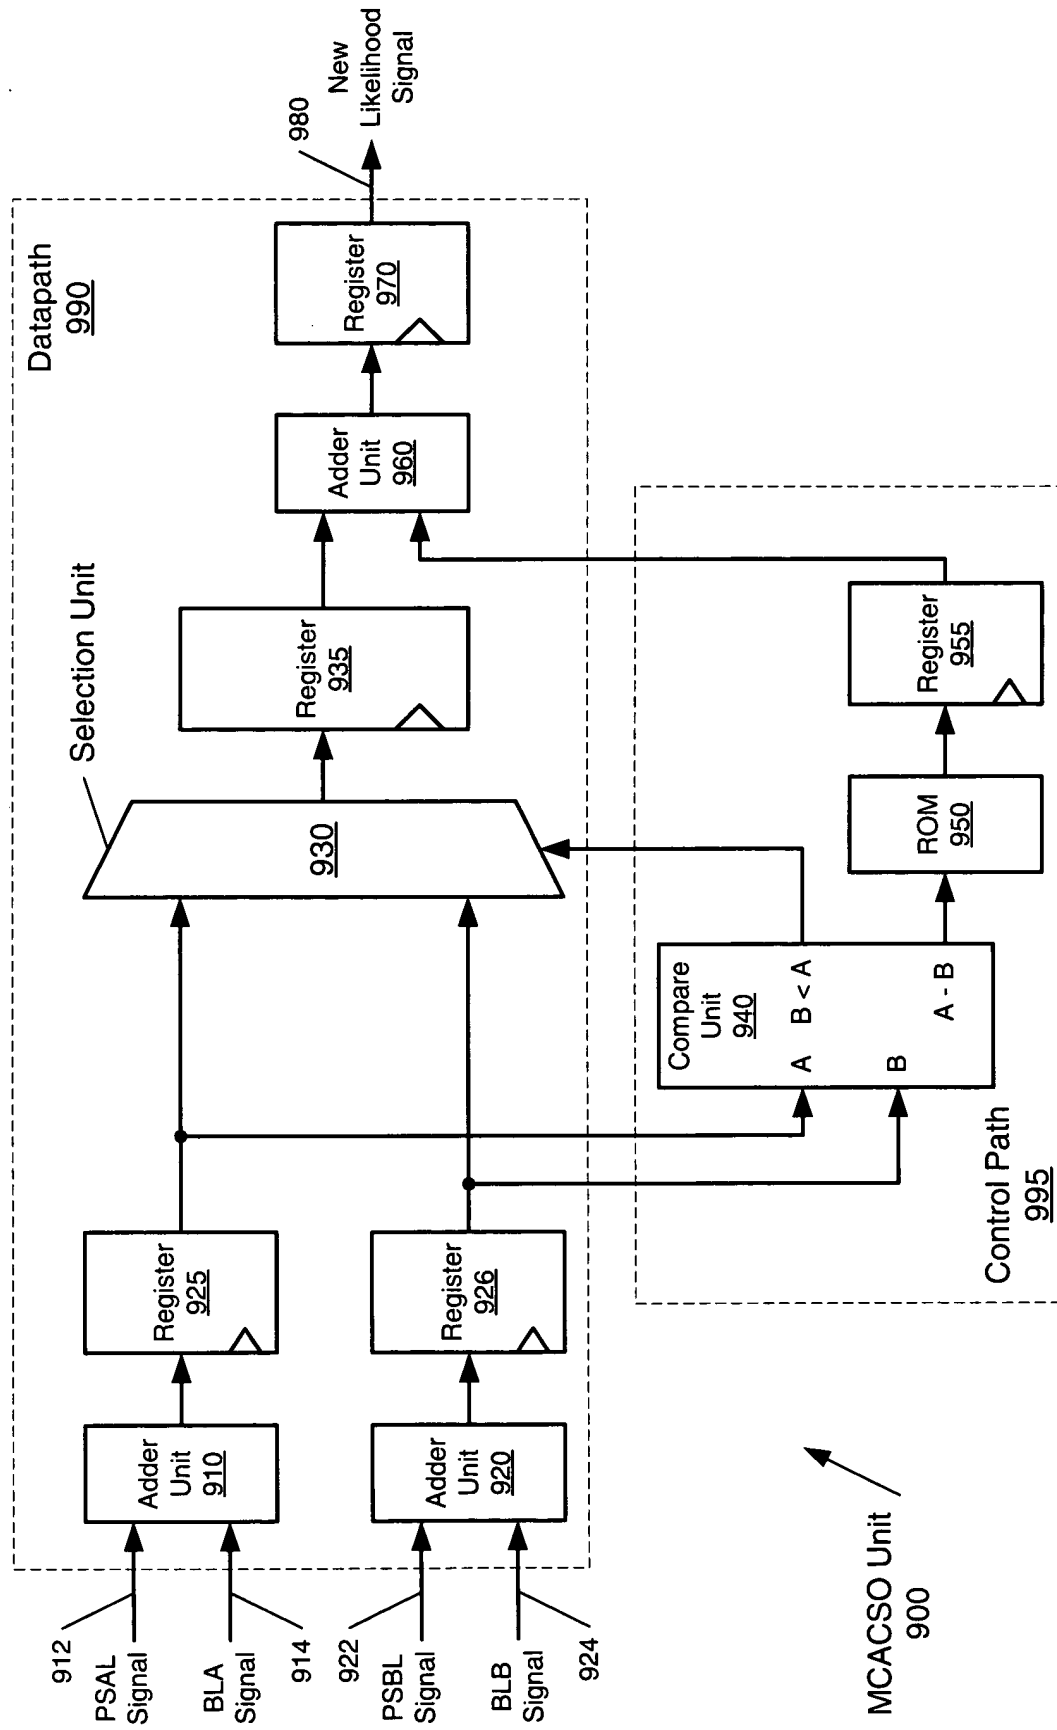 Datapath
990
Selection Unit
912
PSAL
Signal
BLA
Signal
914
922
PSBL
Signal
BLB
Signal
924
Adder
Unit
910
Register
925
Adder
Unit
920
Register
926
930
Register
935
Adder
Unit
960
Register
970
980
New
Likelihood
Signal
Compare
Unit
940
A B < A
B
A - B
ROM
950
Register
955
Control Path
995
MCACSO Unit
900